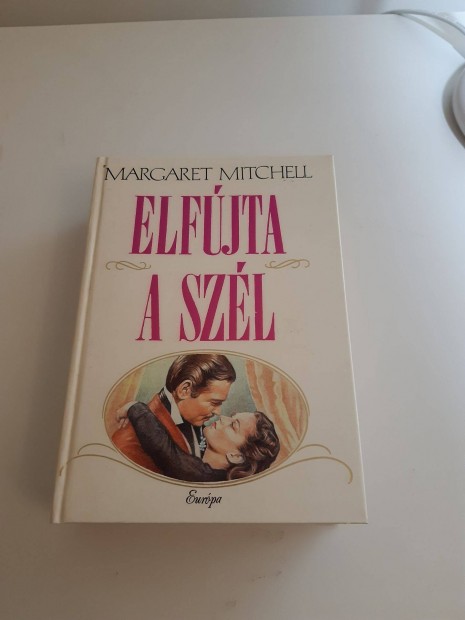 MARGARET MITCHELL
ELFÚJTA
A SZÉL
Európa